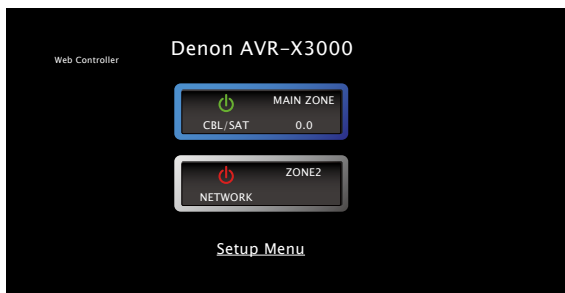 Denon AVR-X3000
Web Controller
MAIN ZONE
CBL/SAT 0.0
ZONE2
NETWORK
Setup Menu